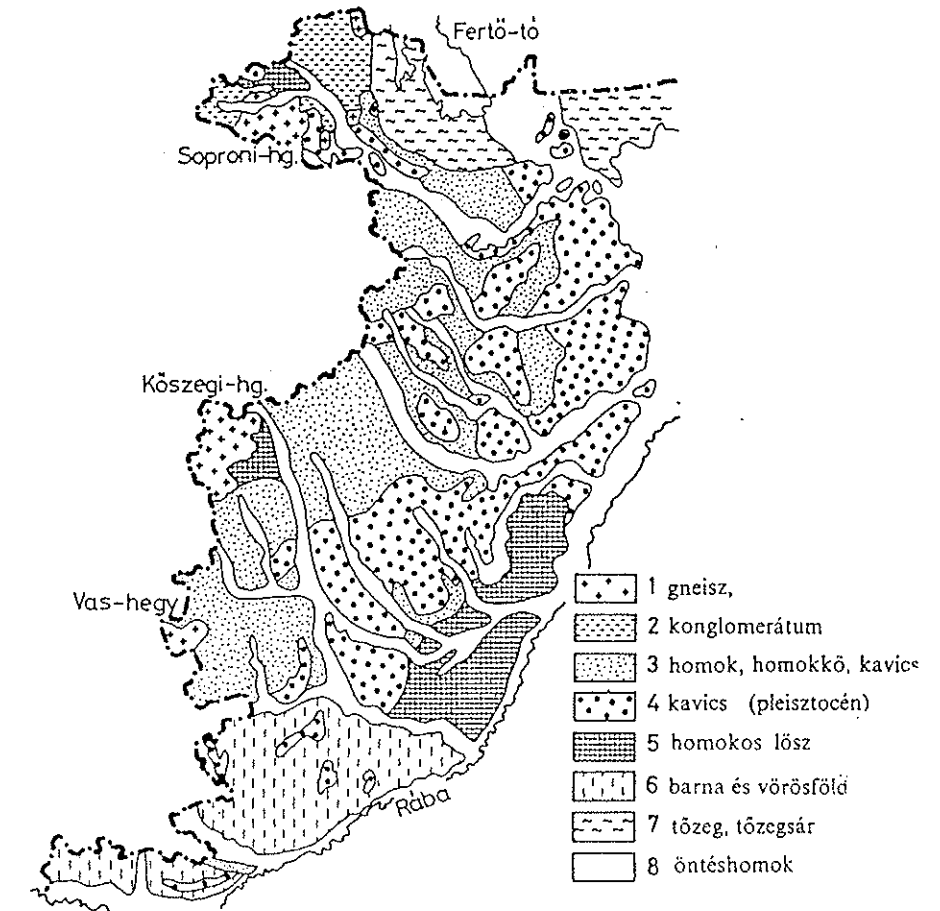 Fertő-tó
Soproni-hg.
Kőszegi-hg.
Vas-hegy
Rába
1 gneisz,
2 konglomerátum
3 homok, homokkő, kavics
4 kavics (pleisztocén)
5 homokos lősz
6 barna és vörösföld
7 tőzeg, tőzegsár
8 öntéshomok